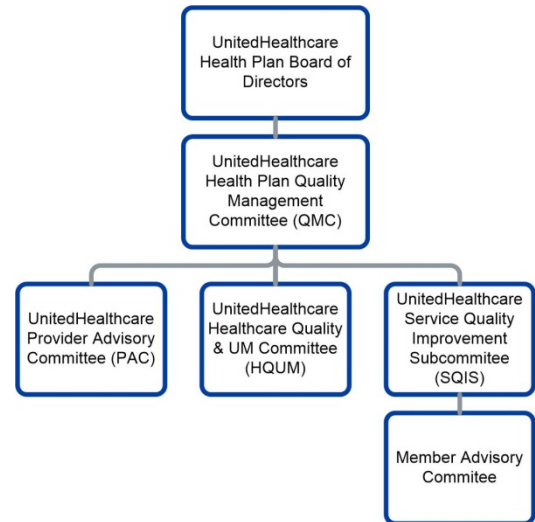 UnitedHealthcare
Health Plan Board of
Directors
UnitedHealthcare
Health Plan Quality
Management
Committee (QMC)
UnitedHealthcare
Provider Advisory
Committee (PAC)
UnitedHealthcare
Healthcare Quality
& UM Committee
(HQUM)
UnitedHealthcare
Service Quality
Improvement
Subcommitee
(SQIS)
Member Advisory
Commitee